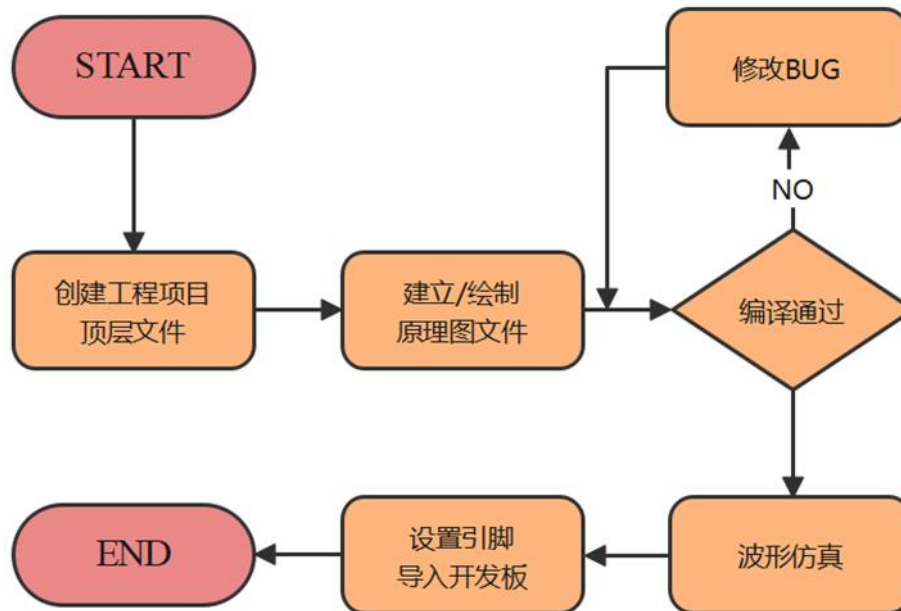 START
修改BUG
NO
创建工程项目
顶层文件
建立/绘制
原理图文件
编译通过
END
设置引脚
导入开发板
波形仿真